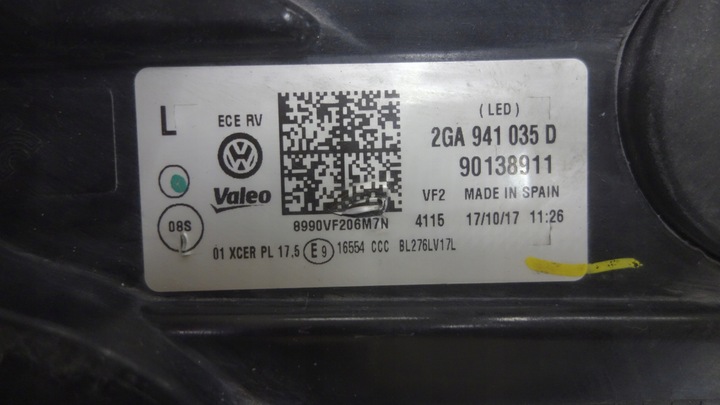 L
ECE RV
Valeo
08S
8990VF206M7N
(LED)
2GA 941 035 D
90138911
VF2 MADE IN SPAIN
4115 17/10/17 11:26
01 XCER PL 17.5 E9 16554 CCC BL276LV17L